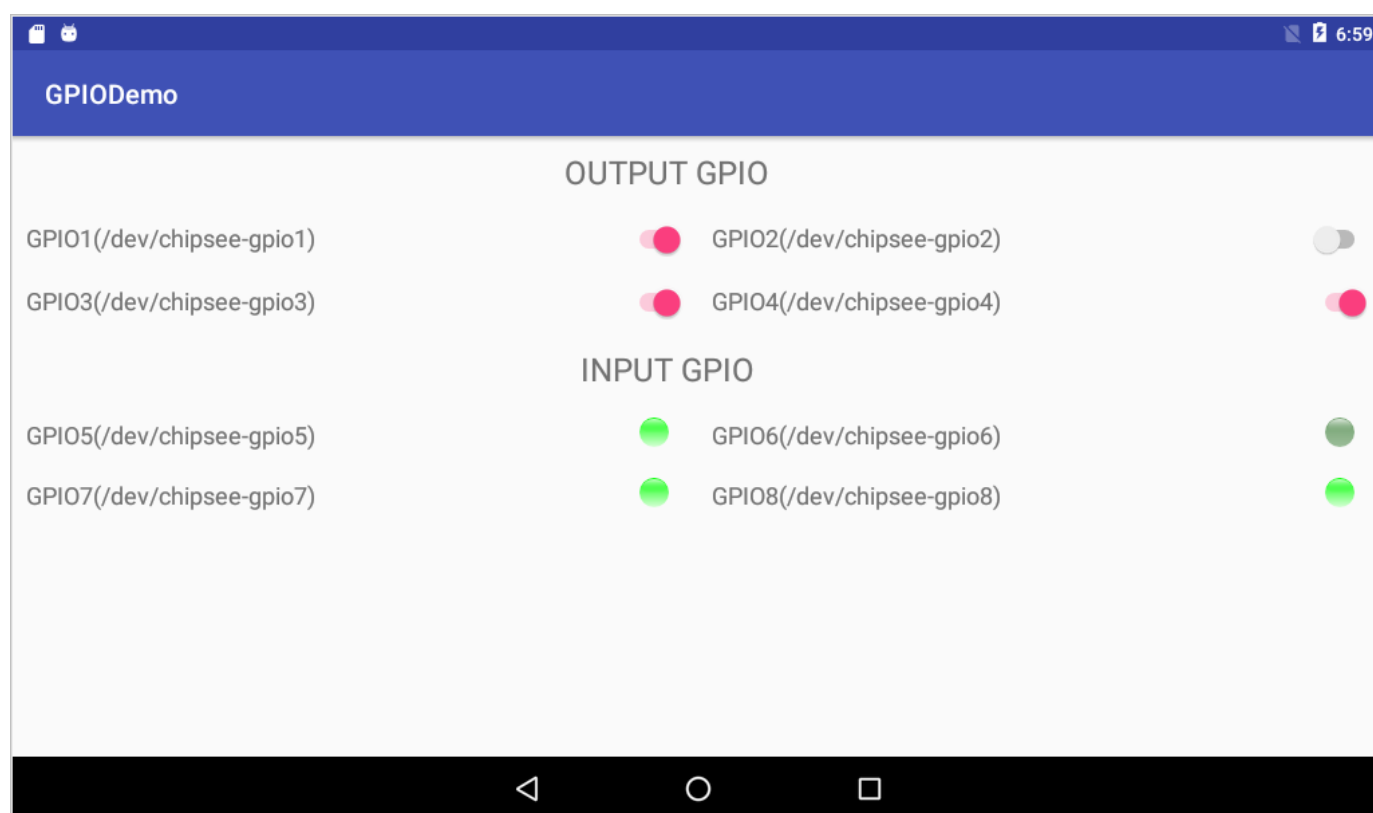 6:59
GPIODemo
OUTPUT GPIO
GPIO1(/dev/chipsee-gpio1) GPIO2(/dev/chipsee-gpio2)
GPIO3(/dev/chipsee-gpio3) GPIO4(/dev/chipsee-gpio4)
INPUT GPIO
GPIO5(/dev/chipsee-gpio5) GPIO6(/dev/chipsee-gpio6)
GPIO7(/dev/chipsee-gpio7) GPIO8(/dev/chipsee-gpio8)